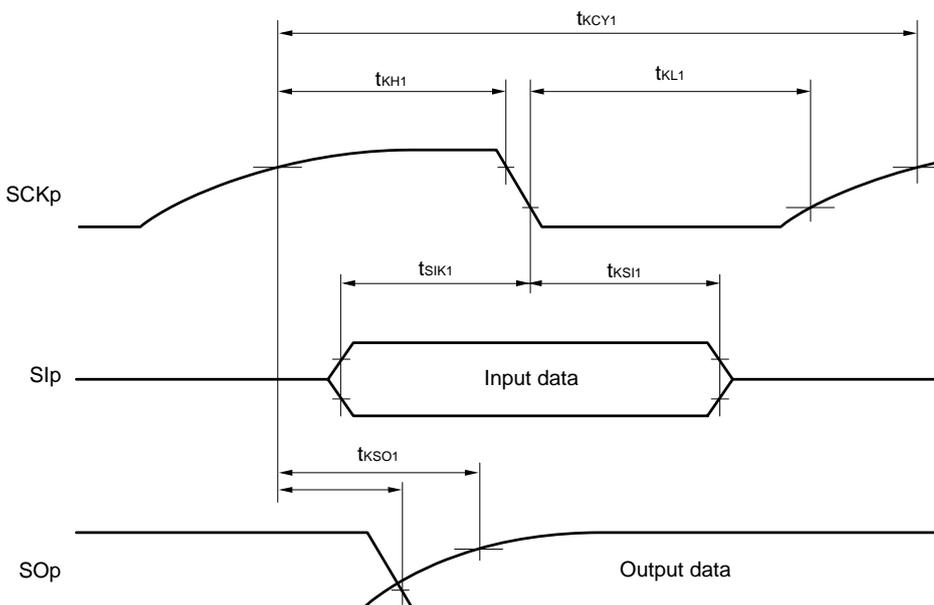 tKCY1
tKH1
tKL1
SCKp
tSIK1
tKSI1
SIp
Input data
tKSO1
SOp
Output data